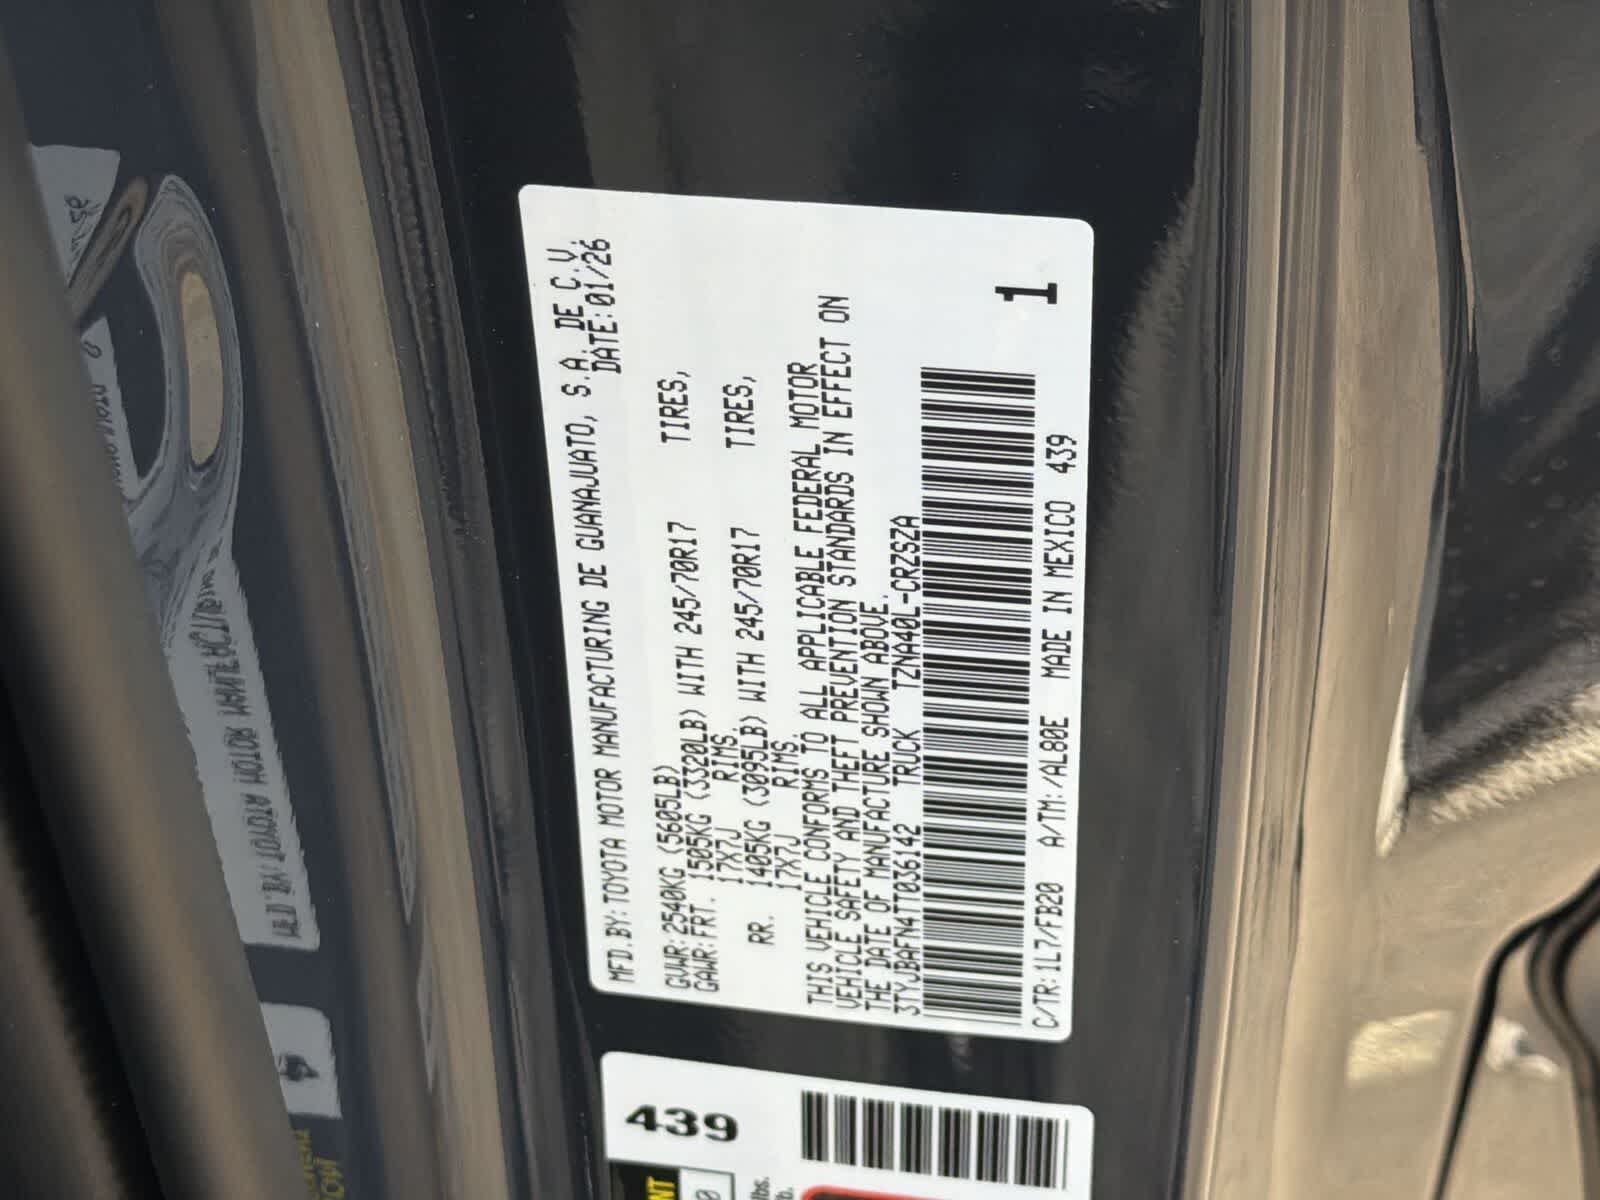 MFD.BY:TOYOTA MOTOR MANUFACTURING DE GUANAJUATO, S.A. DE C.V.
DATE:01/26
GVWR:2540KG (5605LB)
GAWR:FRT. 1505KG (3320LB) WITH 245/70R17 TIRES,
17X7J RIMS.
RR. 1405KG (3095LB) WITH 245/70R17 TIRES,
17X7J RIMS.
THIS VEHICLE CONFORMS TO ALL APPLICABLE FEDERAL MOTOR
VEHICLE SAFETY AND THEFT PREVENTION STANDARDS IN EFFECT ON
THE DATE OF MANUFACTURE SHOWN ABOVE.
3TYJBAFN4TT036142 TRUCK TZNA40L-CRZSZA
1
C/TR:1L7/FB20 A/TM:/AL80E MADE IN MEXICO 439
439
lbs.